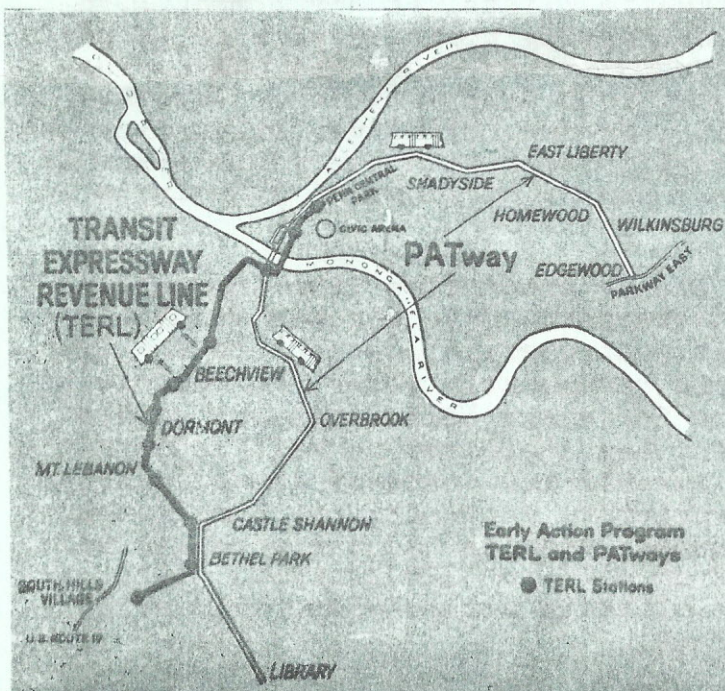 ALLEGHENY RIVER
EAST LIBERTY
SHADYSIDE
PENN CENTRAL
PARK
HOMEWOOD
WILKINSBURG
CIVIC ARENA
TRANSIT
EXPRESSWAY
REVENUE LINE
(TERL)
PATway
EDGEWOOD
PARKWAY EAST
MONONGAHELA RIVER
BEECHVIEW
OVERBROOK
DORMONT
MT. LEBANON
CASTLE SHANNON
BETHEL PARK
Early Action Program
TERL and PATways
TERL Stations
SOUTH HILLS
VILLAGE
U.S. ROUTE 19
LIBRARY